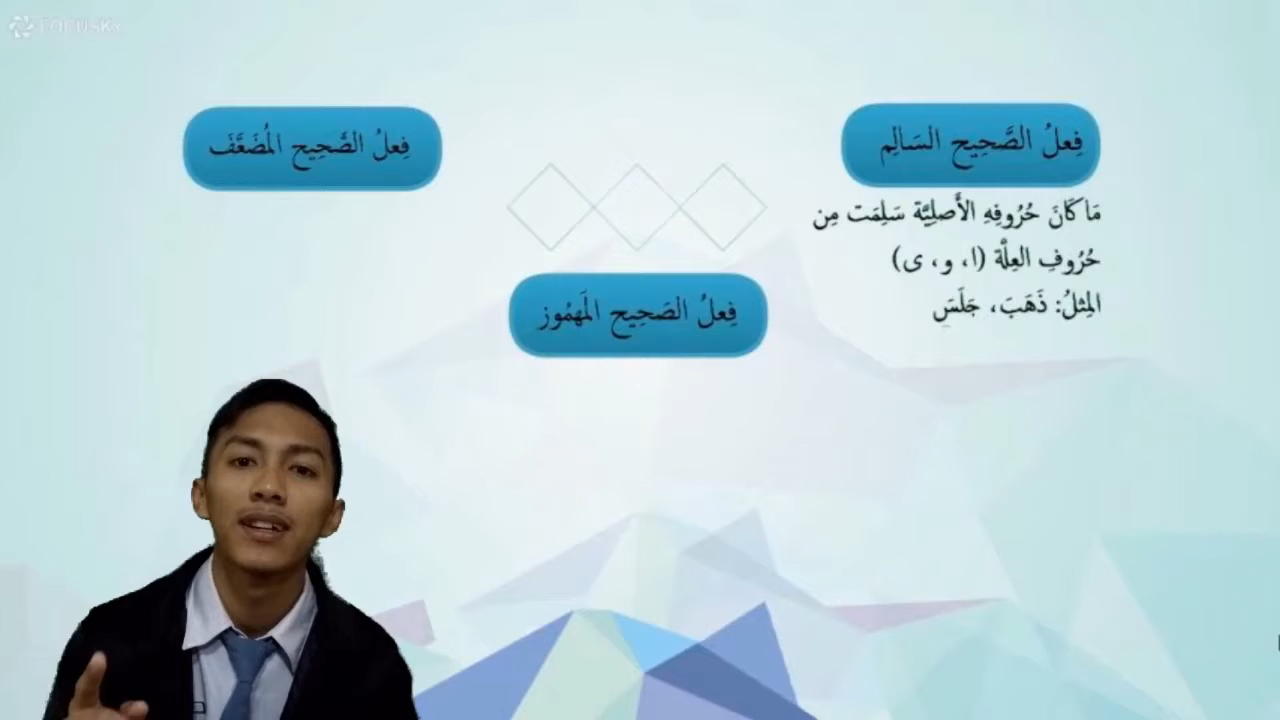 FOCUSKY
فِعلُ الصَّحِيح السَالِم
مَا كَانَ حُرُوفِهِ الأَصلِيَّة سَلِمَت مِن
حُرُوفِ العِلَّة (ا، و، ى)
المِثلُ: ذَهَبَ، جَلَسَ
فِعلُ الصَحِيح المَهمُوز
فِعلُ الصَّحِيح المُضَعَّفَ